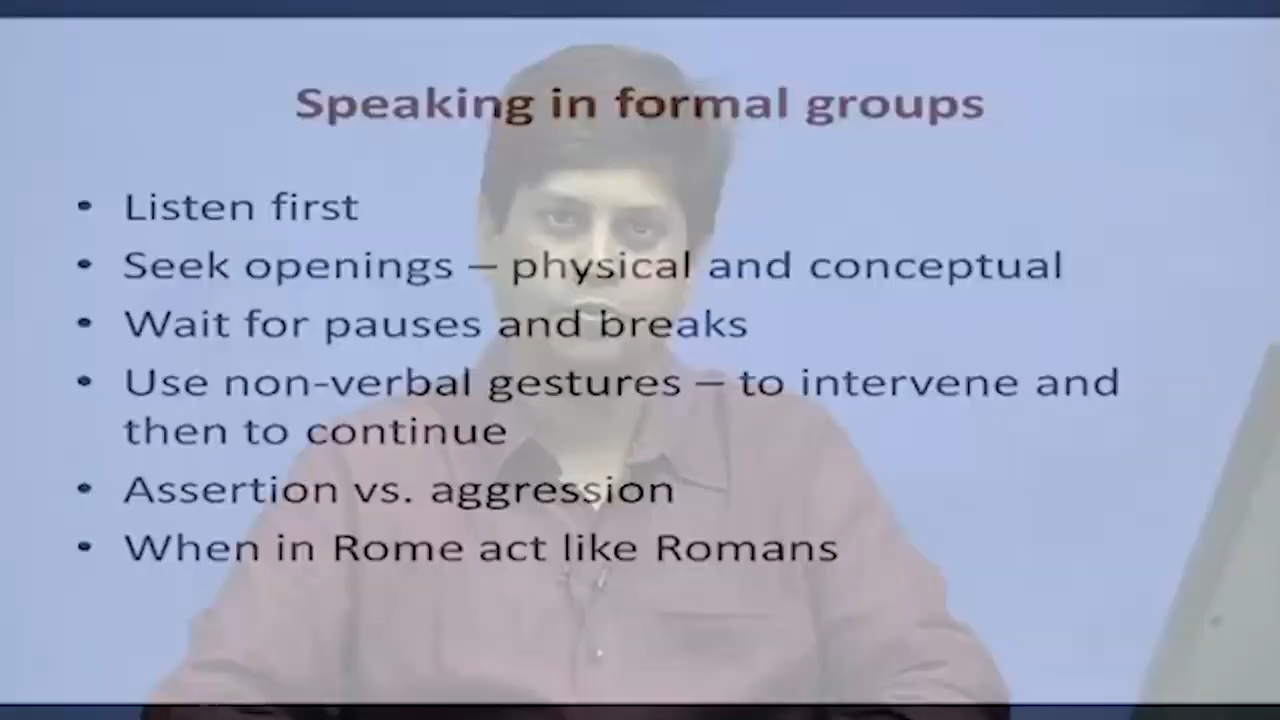 Speaking in formal groups
• Listen first
• Seek openings – physical and conceptual
• Wait for pauses and breaks
• Use non-verbal gestures – to intervene and
then to continue
• Assertion vs. aggression
• When in Rome act like Romans